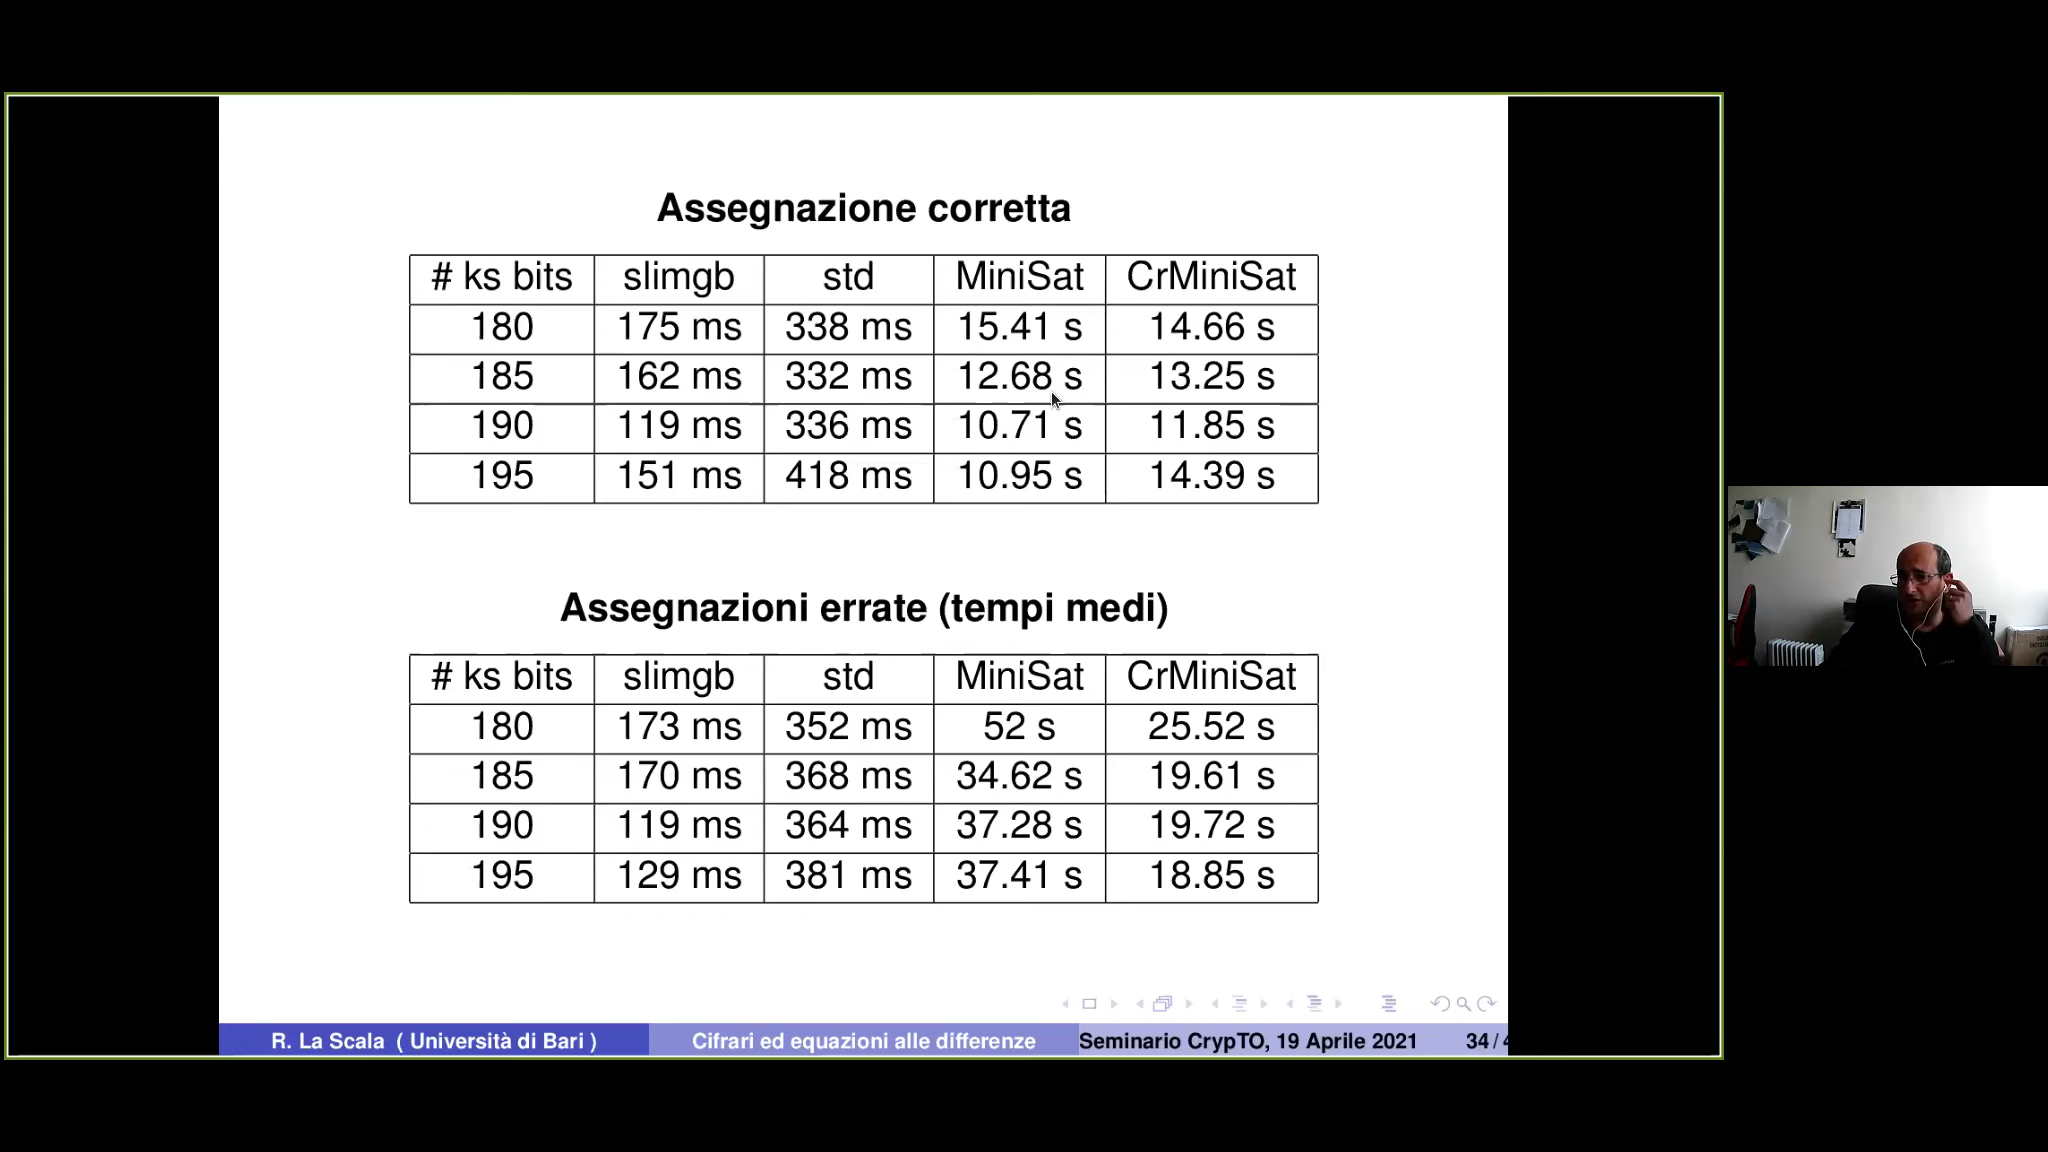 Assegnazione corretta
# ks bits slimgb std MiniSat CrMiniSat
180 175 ms 338 ms 15.41 s 14.66 s
185 162 ms 332 ms 12.68 s 13.25 s
190 119 ms 336 ms 10.71 s 11.85 s
195 151 ms 418 ms 10.95 s 14.39 s
Assegnazioni errate (tempi medi)
# ks bits slimgb std MiniSat CrMiniSat
180 173 ms 352 ms 52 s 25.52 s
185 170 ms 368 ms 34.62 s 19.61 s
190 119 ms 364 ms 37.28 s 19.72 s
195 129 ms 381 ms 37.41 s 18.85 s
R. La Scala ( Università di Bari ) Cifrari ed equazioni alle differenze Seminario CrypTO, 19 Aprile 2021 34 /